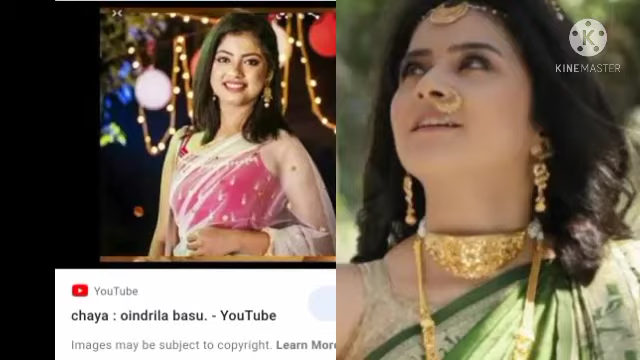 YouTube
chaya : oindrila basu. - YouTube
Images may be subject to copyright. Learn More
K
KINEMASTER